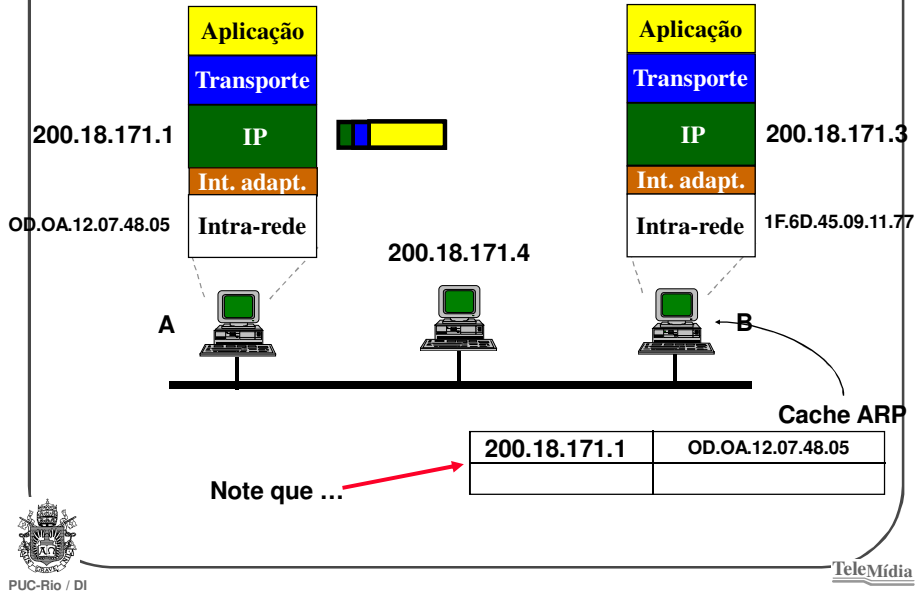 Aplicação
Transporte
IP
Int. adapt.
Intra-rede
200.18.171.1
OD.OA.12.07.48.05
Aplicação
Transporte
IP
Int. adapt.
Intra-rede
200.18.171.3
1F.6D.45.09.11.77
200.18.171.4
A
B
Cache ARP
200.18.171.1 OD.OA.12.07.48.05
Note que ...
PUC-Rio / DI
TeleMídia